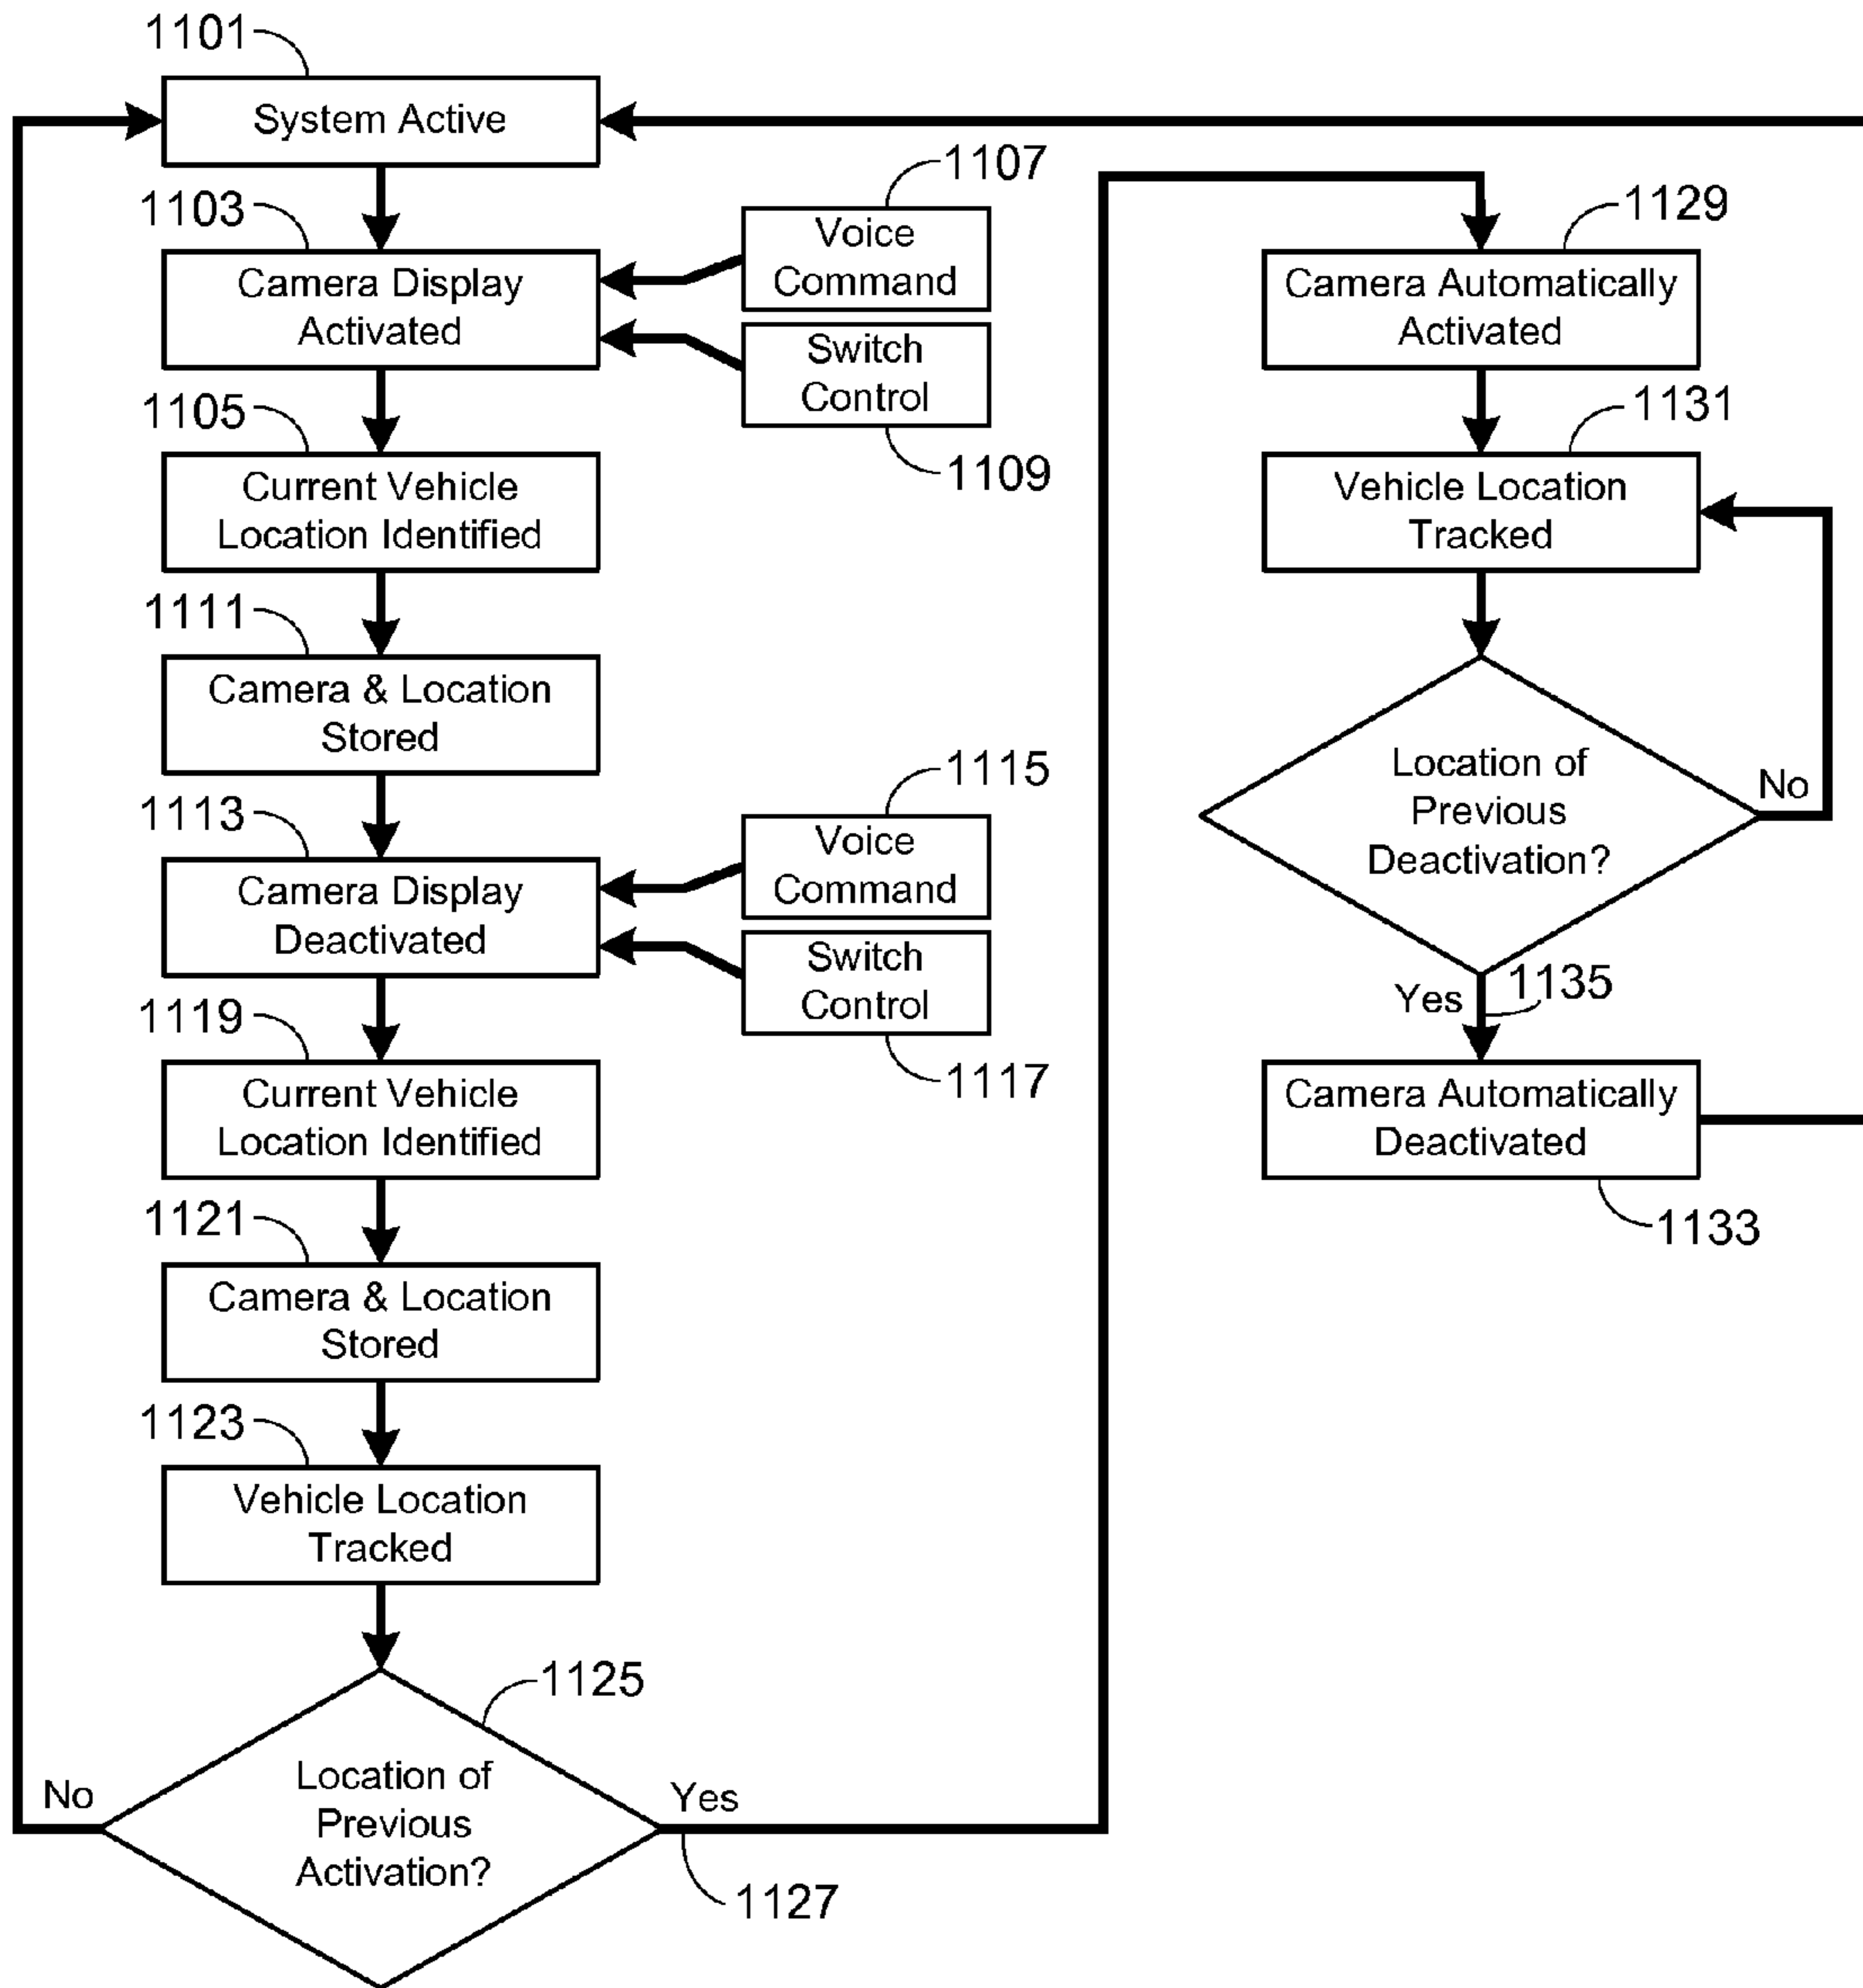 1101
System Active
1103
Camera Display
Activated
1107
Voice
Command
Switch
Control
1109
1105
Current Vehicle
Location Identified
1111
Camera & Location
Stored
1113
Camera Display
Deactivated
1115
Voice
Command
Switch
Control
1117
1119
Current Vehicle
Location Identified
1121
Camera & Location
Stored
1123
Vehicle Location
Tracked
1125
Location of
Previous
Activation?
No
Yes
1127
1129
Camera Automatically
Activated
1131
Vehicle Location
Tracked
Location of
Previous
Deactivation?
No
Yes
1135
Camera Automatically
Deactivated
1133